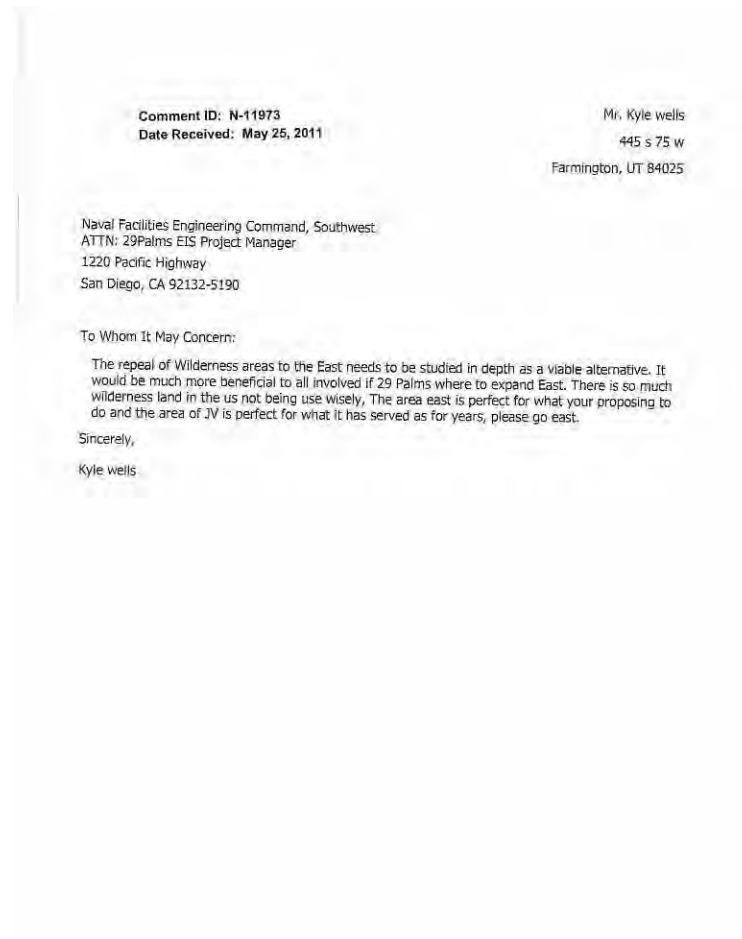 Comment ID: N-11973
Date Received: May 25, 2011
Mr. Kyle wells
445 s 75 w
Farmington, UT 84025
Naval Facilities Engineering Command, Southwest
ATTN: 29Palms EIS Project Manager
1220 Pacific Highway
San Diego, CA 92132-5190
To Whom It May Concern:
The repeal of Wilderness areas to the East needs to be studied in depth as a viable alternative. It
would be much more beneficial to all involved if 29 Palms where to expand East. There is so much
wilderness land in the us not being use wisely, The area east is perfect for what your proposing to
do and the area of JV is perfect for what it has served as for years, please go east.
Sincerely,
Kyle wells